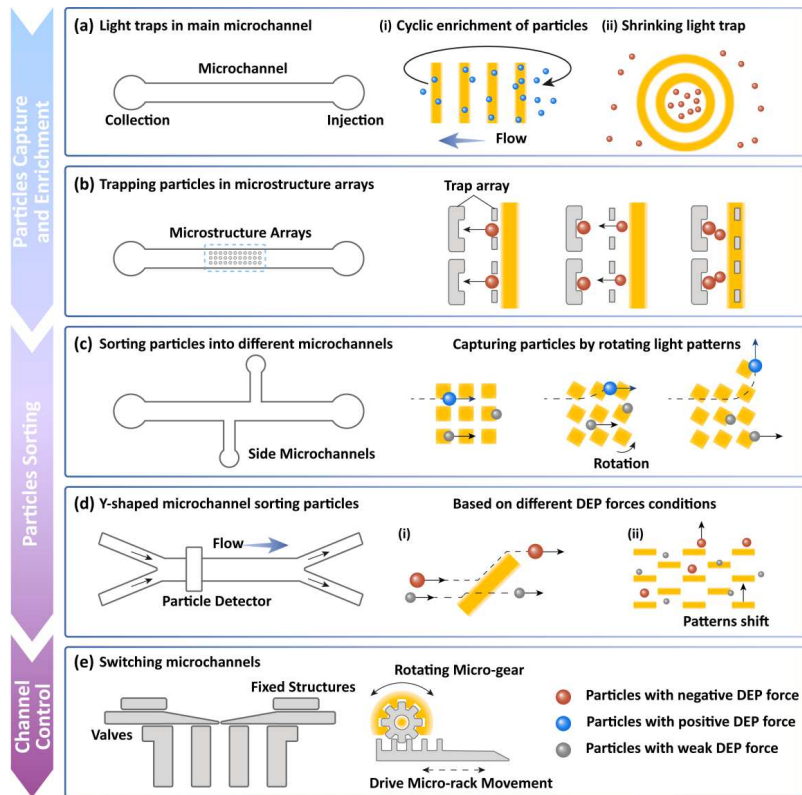 Particles Capture
and Enrichment
(a) Light traps in main microchannel
Microchannel
Collection
Injection
(i) Cyclic enrichment of particles
Flow
(ii) Shrinking light trap
(b) Trapping particles in microstructure arrays
Microstructure Arrays
Trap array
Particles Sorting
(c) Sorting particles into different microchannels
Side Microchannels
Capturing particles by rotating light patterns
Rotation
(d) Y-shaped microchannel sorting particles
Flow
Particle Detector
Based on different DEP forces conditions
(i)
(ii)
Patterns shift
Channel
Control
(e) Switching microchannels
Fixed Structures
Valves
Rotating Micro-gear
Drive Micro-rack Movement
Particles with negative DEP force
Particles with positive DEP force
Particles with weak DEP force